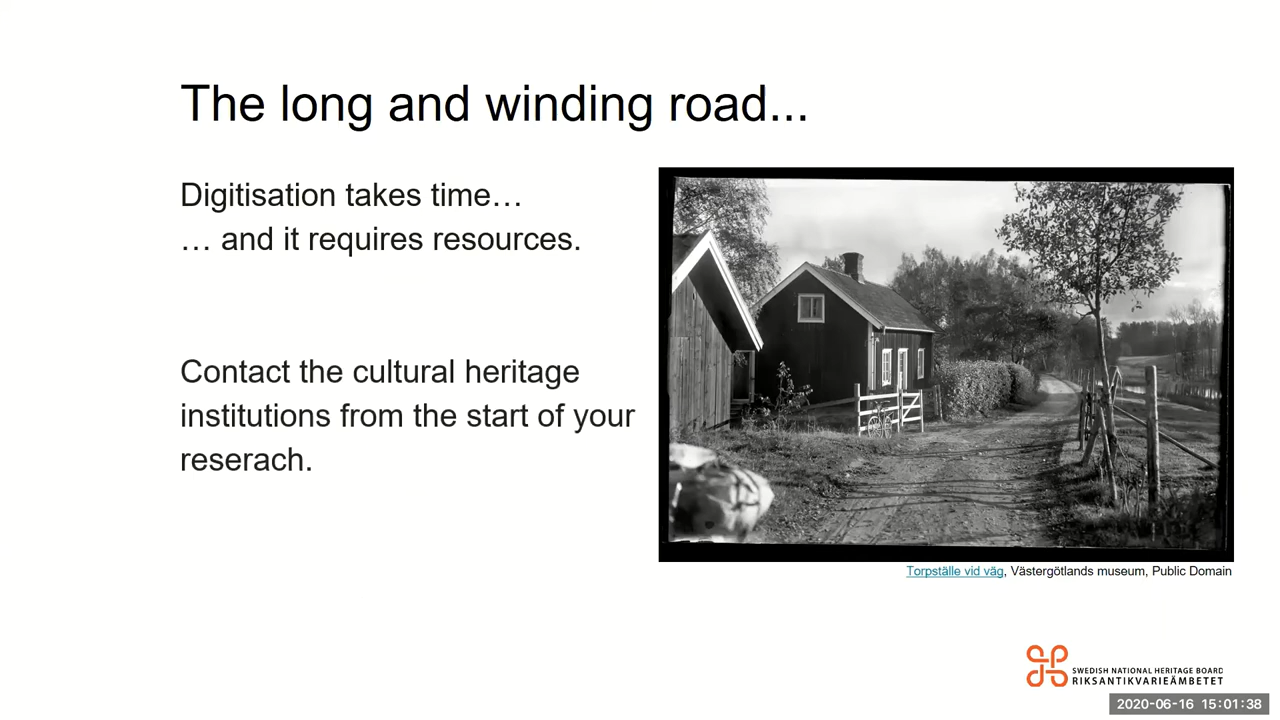 The long and winding road...
Digitisation takes time…
… and it requires resources.
Contact the cultural heritage
institutions from the start of your
reserach.
Torpställe vid väg, Västergötlands museum, Public Domain
SWEDISH NATIONAL HERITAGE BOARD
RIKSANTIKVARIEÄMBETET
2020-06-16 15:01:38